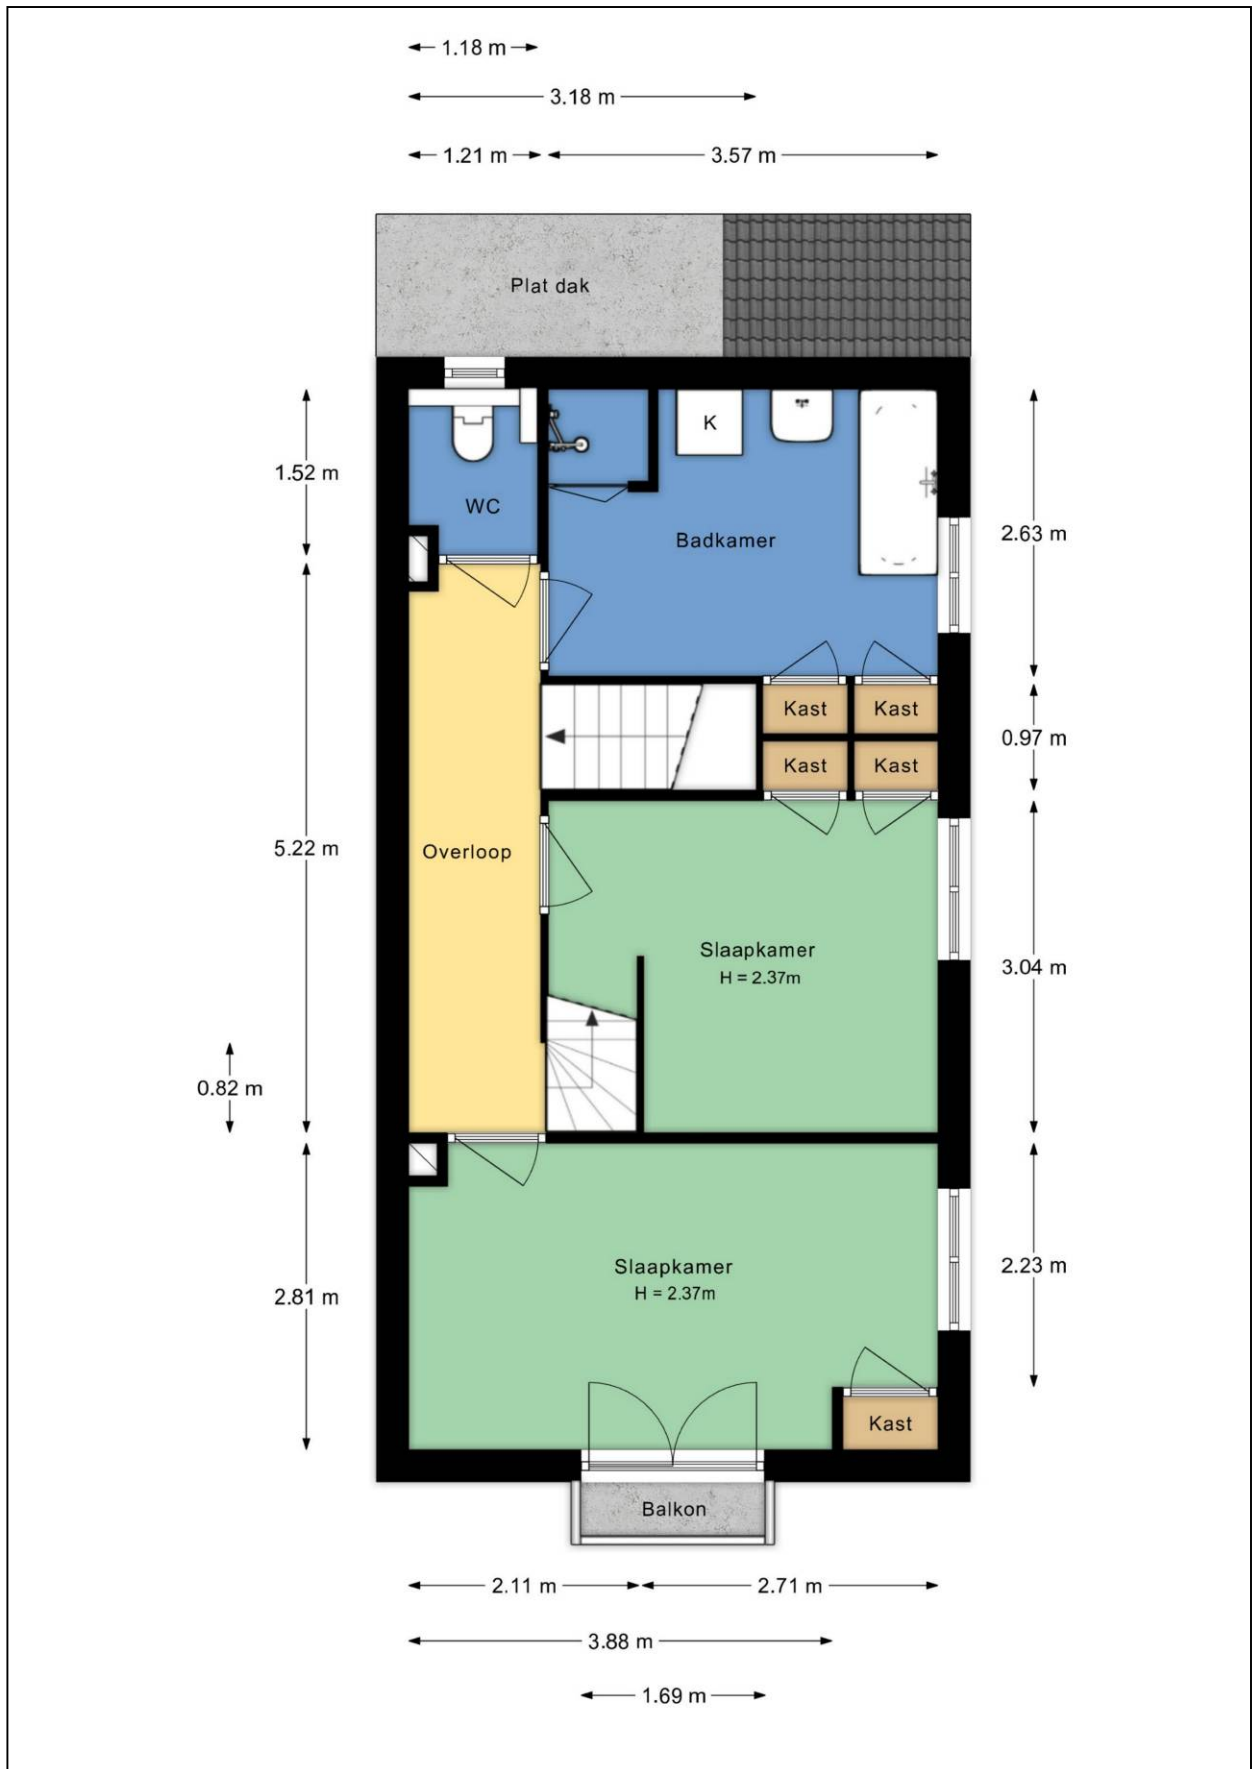 1.18 m
3.18 m
1.21 m
3.57 m
Plat dak
K
1.52 m
WC
Badkamer
2.63 m
Kast
Kast
0.97 m
Kast
Kast
5.22 m
Overloop
Slaapkamer
H = 2.37m
3.04 m
0.82 m
Slaapkamer
H = 2.37m
2.23 m
2.81 m
Kast
Balkon
2.11 m
2.71 m
3.88 m
1.69 m